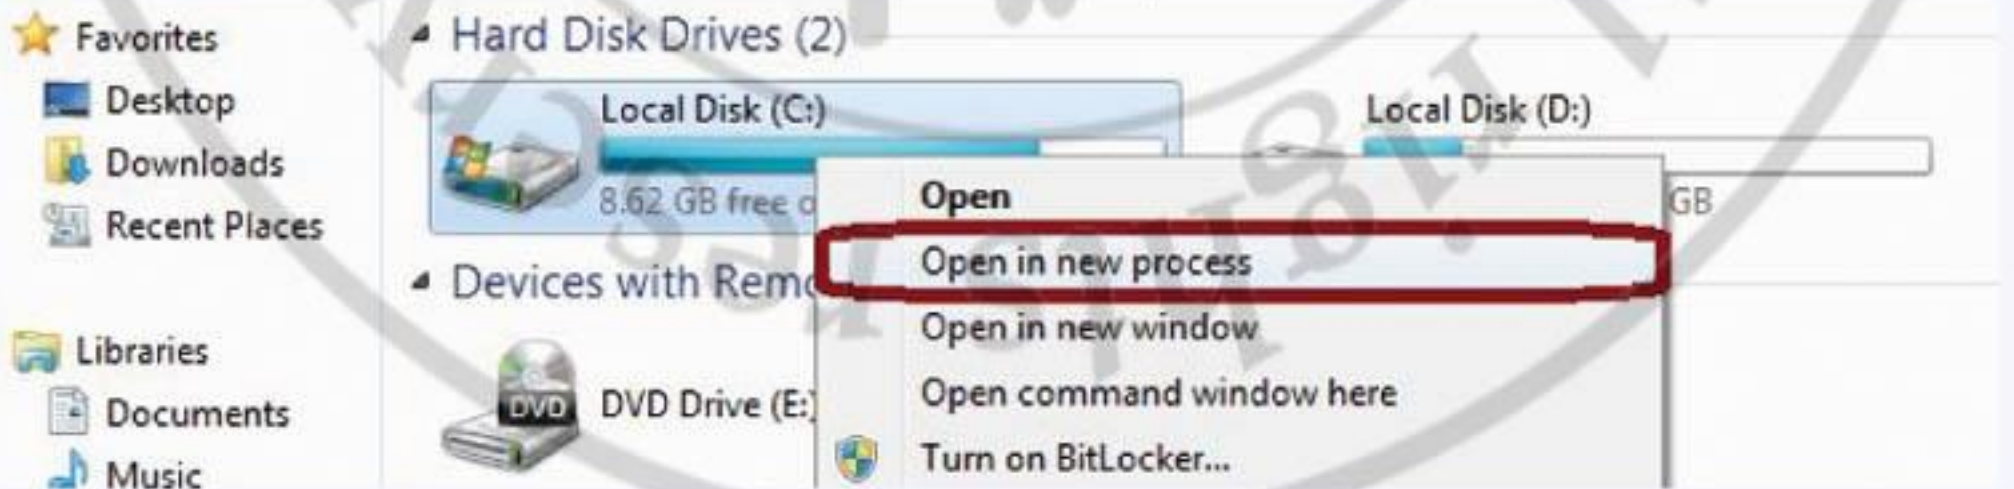 Favorites
Desktop
Downloads
Recent Places
Libraries
Documents
Music
Hard Disk Drives (2)
Local Disk (C:)
8.62 GB free
Local Disk (D:)
GB
Devices with
DVD Drive (E:)
DVD
Open
Open in new process
Open in new window
Open command window here
Turn on BitLocker...